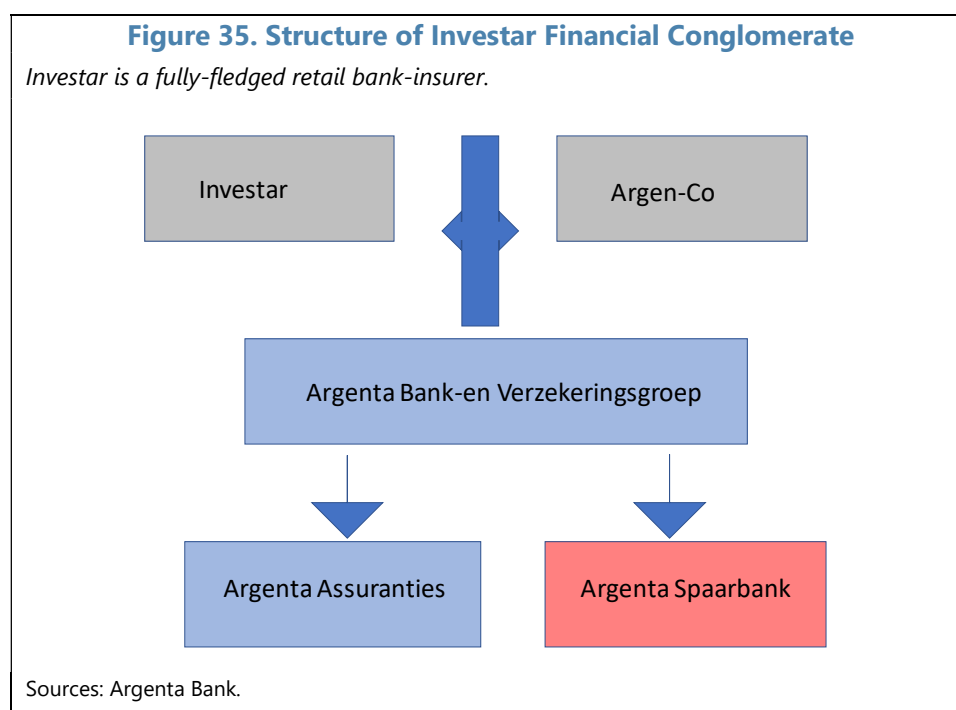 Figure 35. Structure of Investar Financial Conglomerate
Investar is a fully-fledged retail bank-insurer.
Investar
Argen-Co
Argenta Bank-en Verzekeringsgroep
Argenta Assuranties
Argenta Spaarbank
Sources: Argenta Bank.